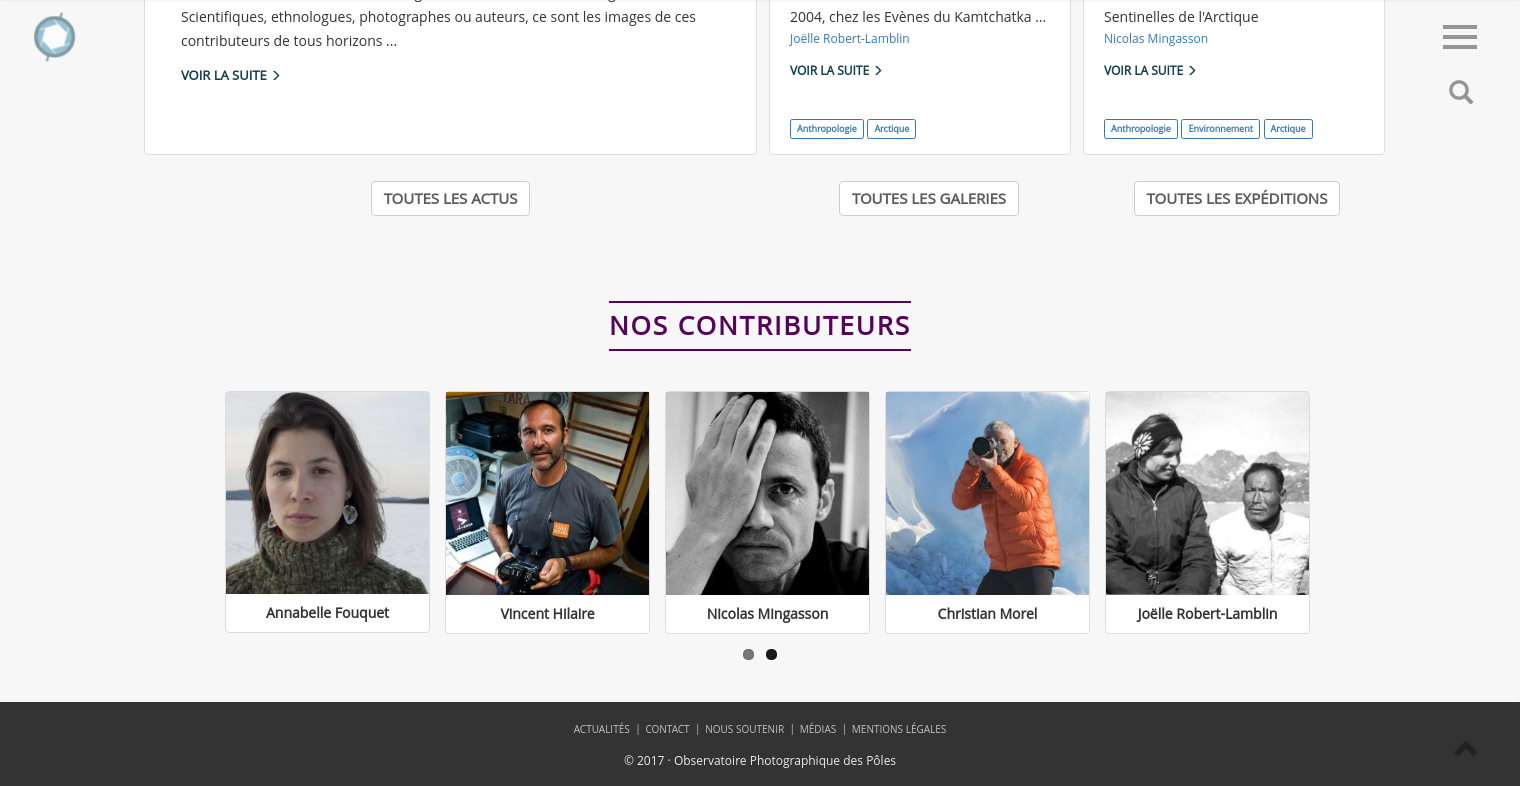 Scientifiques, ethnologues, photographes ou auteurs, ce sont les images de ces
contributeurs de tous horizons ...
VOIR LA SUITE
2004, chez les Evènes du Kamtchatka ...
Joëlle Robert-Lamblin
VOIR LA SUITE
Anthropologie Arctique
Sentinelles de l'Arctique
Nicolas Mingasson
VOIR LA SUITE
Anthropologie Environnement Arctique
TOUTES LES ACTUS
TOUTES LES GALERIES
TOUTES LES EXPÉDITIONS
NOS CONTRIBUTEURS
Annabelle Fouquet
Vincent Hilaire
Nicolas Mingasson
Christian Morel
Joëlle Robert-Lamblin
ACTUALITÉS | CONTACT | NOUS SOUTENIR | MÉDIAS | MENTIONS LÉGALES
© 2017 · Observatoire Photographique des Pôles